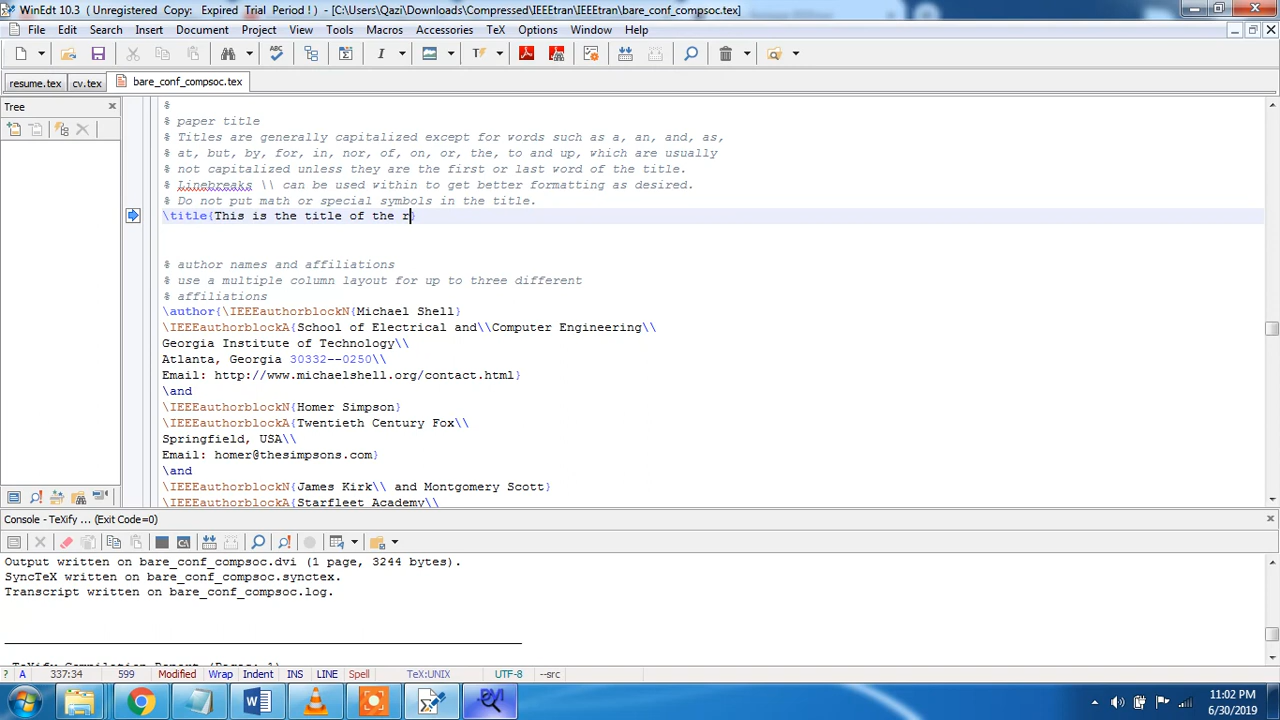 WinEdt 10.3 ( Unregistered Copy: Expired Trial Period ! ) - [C:\Users\Qazi\Downloads\Compressed\IEEEtran\IEEEtran\bare_conf_compsoc.tex]
File Edit Search Insert Document Project View Tools Macros Accessories TeX Options Window Help
resume.tex cv.tex bare_conf_compsoc.tex
Tree
%
% paper title
% Titles are generally capitalized except for words such as a, an, and, as,
% at, but, by, for, in, nor, of, on, or, the, to and up, which are usually
% not capitalized unless they are the first or last word of the title.
% Linebreaks \\ can be used within to get better formatting as desired.
% Do not put math or special symbols in the title.
\title{This is the title of the r}
% author names and affiliations
% use a multiple column layout for up to three different
% affiliations
\author{\IEEEauthorblockN{Michael Shell}
\IEEEauthorblockA{School of Electrical and\\Computer Engineering\\
Georgia Institute of Technology\\
Atlanta, Georgia 30332--0250\\
Email: http://www.michaelshell.org/contact.html}
\and
\IEEEauthorblockN{Homer Simpson}
\IEEEauthorblockA{Twentieth Century Fox\\
Springfield, USA\\
Email: homer@thesimpsons.com}
\and
\IEEEauthorblockN{James Kirk\\ and Montgomery Scott}
\IEEEauthorblockA{Starfleet Academy\\
Console - TeXify ... (Exit Code=0)
Output written on bare_conf_compsoc.dvi (1 page, 3244 bytes).
SyncTeX written on bare_conf_compsoc.synctex.
Transcript written on bare_conf_compsoc.log.
TeXify Compilation Report (Pages: 1)
? A 337:34 599 Modified Wrap Indent INS LINE Spell TeX:UNIX UTF-8 --src
11:02 PM
6/30/2019